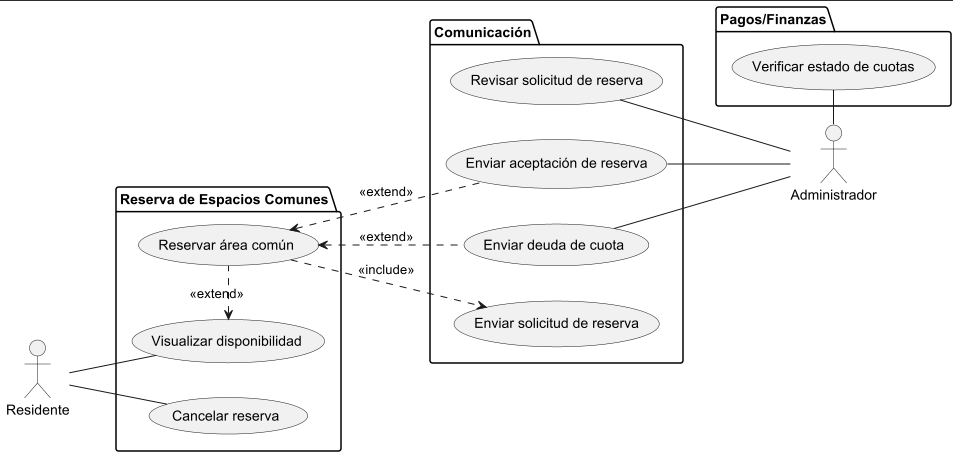 Pagos/Finanzas
Verificar estado de cuotas
Comunicación
Revisar solicitud de reserva
Enviar aceptación de reserva
Administrador
«extend»
Reserva de Espacios Comunes
Reservar área común
«extend»
Enviar deuda de cuota
«include»
«extend»
Enviar solicitud de reserva
Visualizar disponibilidad
Residente
Cancelar reserva